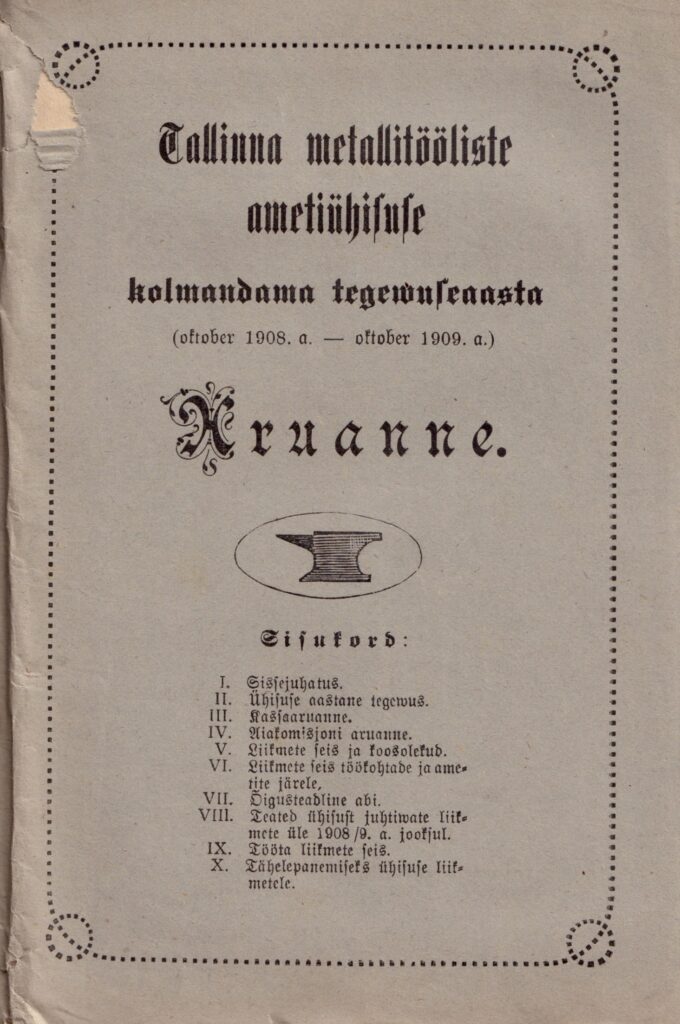 Tallinna metallitööliste
ametiühisuse
kolmandama tegewuseaasta
(oktober 1908. a. — oktober 1909. a.)
Aruanne.
Sisukord:
I. Sissejuhatus.
II. Ühisuse aastane tegewus.
III. Kassaaruanne.
IV. Aiakomisjoni aruanne.
V. Liikmete seis ja koosolekud.
VI. Liikmete seis töökohtade ja ame-
tite järele.
VII. Õigusteadline abi.
VIII. Teated ühisust juhtiwate liik-
mete üle 1908/9. a. jooksul.
IX. Tööta liikmete seis.
X. Tähelepanemiseks ühisuse liik-
metele.